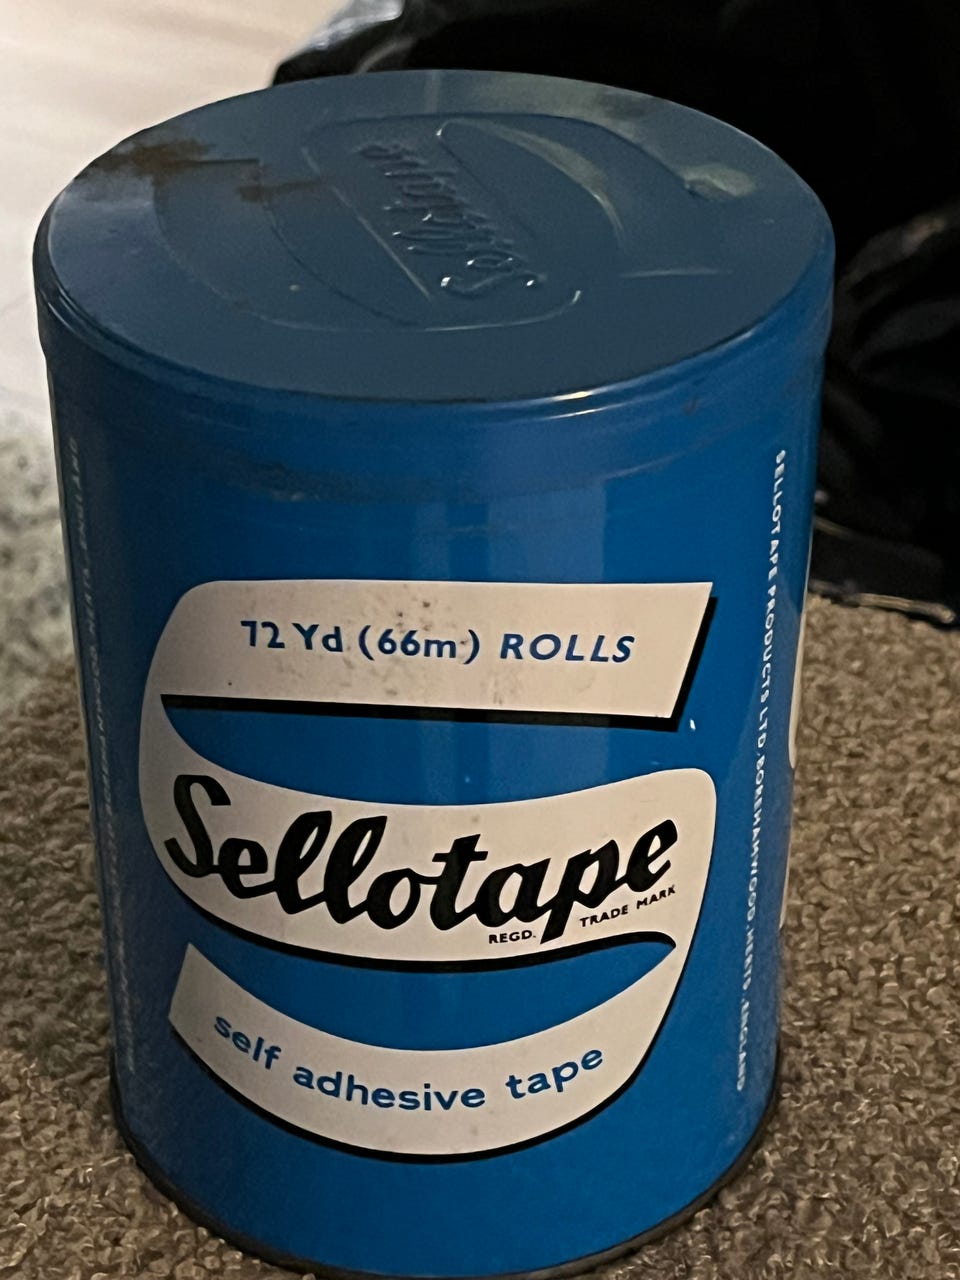 Sellotape
72 Yd (66m) ROLLS
Sellotape
REGD. TRADE MARK
self adhesive tape
SELLOTAPE PRODUCTS LTD. BOREHAMWOOD. HERTS. ENGLAND